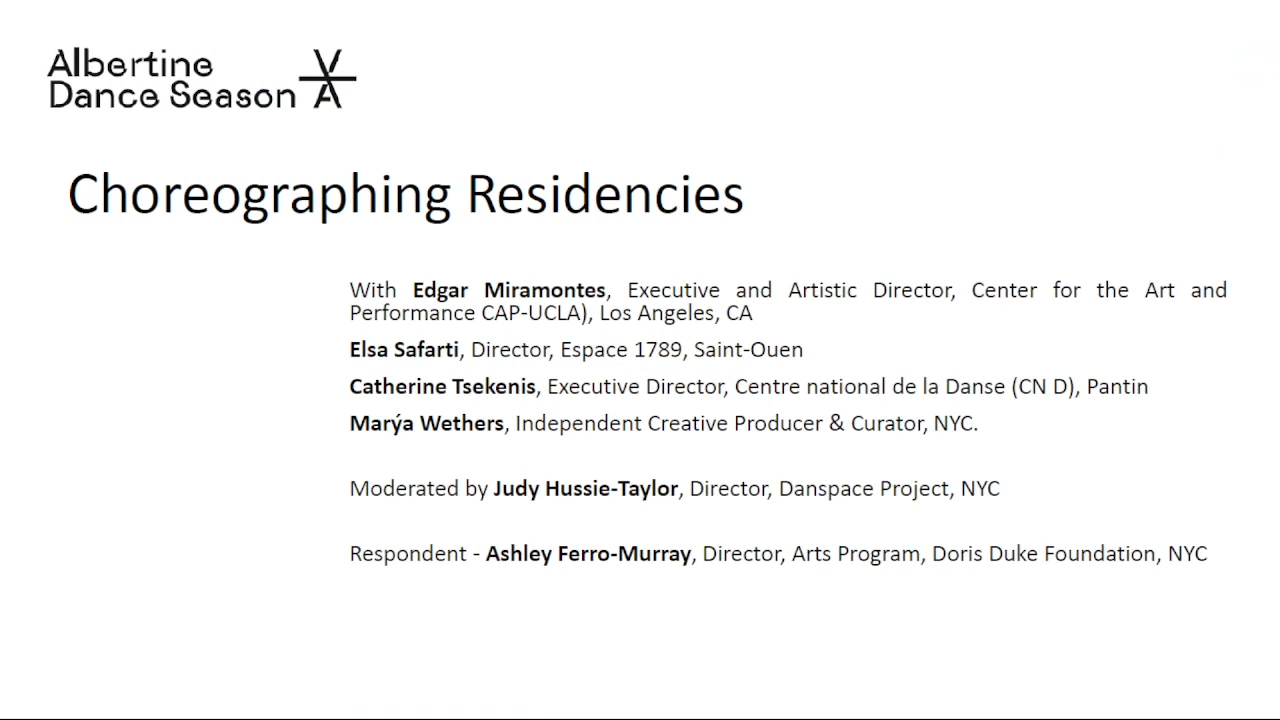 Albertine
Dance Season
VA
Choreographing Residencies
With Edgar Miramontes, Executive and Artistic Director, Center for the Art and
Performance CAP-UCLA), Los Angeles, CA
Elsa Safarti, Director, Espace 1789, Saint-Ouen
Catherine Tsekenis, Executive Director, Centre national de la Danse (CN D), Pantin
Marýa Wethers, Independent Creative Producer & Curator, NYC.
Moderated by Judy Hussie-Taylor, Director, Danspace Project, NYC
Respondent - Ashley Ferro-Murray, Director, Arts Program, Doris Duke Foundation, NYC